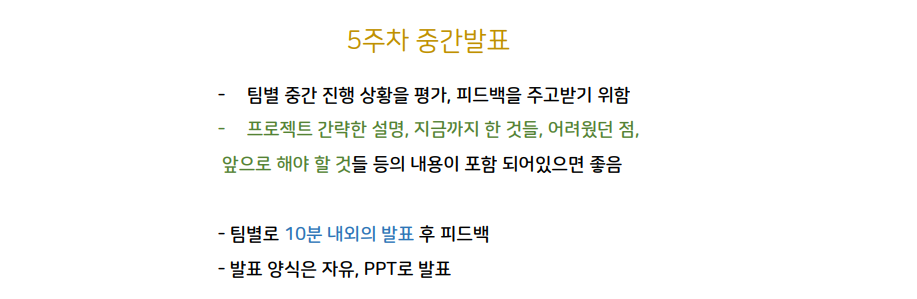 5주차 중간발표
- 팀별 중간 진행 상황을 평가, 피드백을 주고받기 위함
- 프로젝트 간략한 설명, 지금까지 한 것들, 어려웠던 점,
앞으로 해야 할 것들 등의 내용이 포함 되어있으면 좋음
- 팀별로 10분 내외의 발표 후 피드백
- 발표 양식은 자유, PPT로 발표